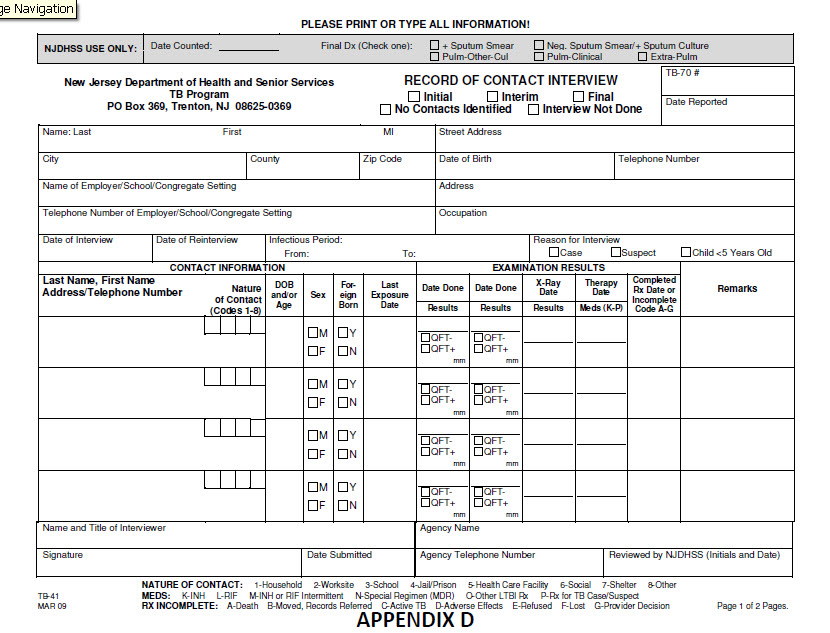 ge Navigation
PLEASE PRINT OR TYPE ALL INFORMATION!
NJDHSS USE ONLY: Date Counted: Final Dx (Check one): + Sputum Smear Neg. Sputum Smear/+ Sputum Culture
Pulm-Other-Cul Pulm-Clinical Extra-Pulm
New Jersey Department of Health and Senior Services
TB Program
PO Box 369, Trenton, NJ 08625-0369
RECORD OF CONTACT INTERVIEW
Initial Interim Final
No Contacts Identified Interview Not Done
TB-70 #
Date Reported
Name: Last First MI Street Address
City County Zip Code Date of Birth Telephone Number
Name of Employer/School/Congregate Setting Address
Telephone Number of Employer/School/Congregate Setting Occupation
Date of Interview Date of Reinterview Infectious Period: Reason for Interview
From: To: Case Suspect Child <5 Years Old
CONTACT INFORMATION EXAMINATION RESULTS
Last Name, First Name
Address/Telephone Number
Nature
of Contact
(Codes 1-8)
DOB
and/or
Age
Sex
For-
eign
Born
Last
Exposure
Date
Date Done
Results
Date Done
Results
X-Ray
Date
Results
Therapy
Date
Meds (K-P)
Completed
Rx Date or
Incomplete
Code A-G
Remarks
M Y QFT- QFT-
F N QFT+ QFT+
mm mm
M Y QFT- QFT-
F N QFT+ QFT+
mm mm
M Y QFT- QFT-
F N QFT+ QFT+
mm mm
M Y QFT- QFT-
F N QFT+ QFT+
mm mm
Name and Title of Interviewer Agency Name
Signature Date Submitted Agency Telephone Number Reviewed by NJDHSS (Initials and Date)
NATURE OF CONTACT: 1-Household 2-Worksite 3-School 4-Jail/Prison 5-Health Care Facility 6-Social 7-Shelter 8-Other
TB-41 MEDS: K-INH L-RIF M-INH or RIF Intermittent N-Special Regimen (MDR) O-Other LTBI Rx P-Rx for TB Case/Suspect
MAR 09 RX INCOMPLETE: A-Death B-Moved, Records Referred C-Active TB D-Adverse Effects E-Refused F-Lost G-Provider Decision Page 1 of 2 Pages.
APPENDIX D